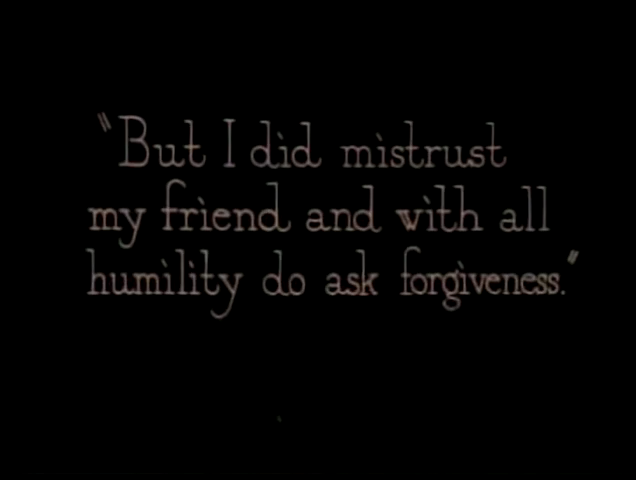 "But I did mistrust
my friend and with all
humility do ask forgiveness."